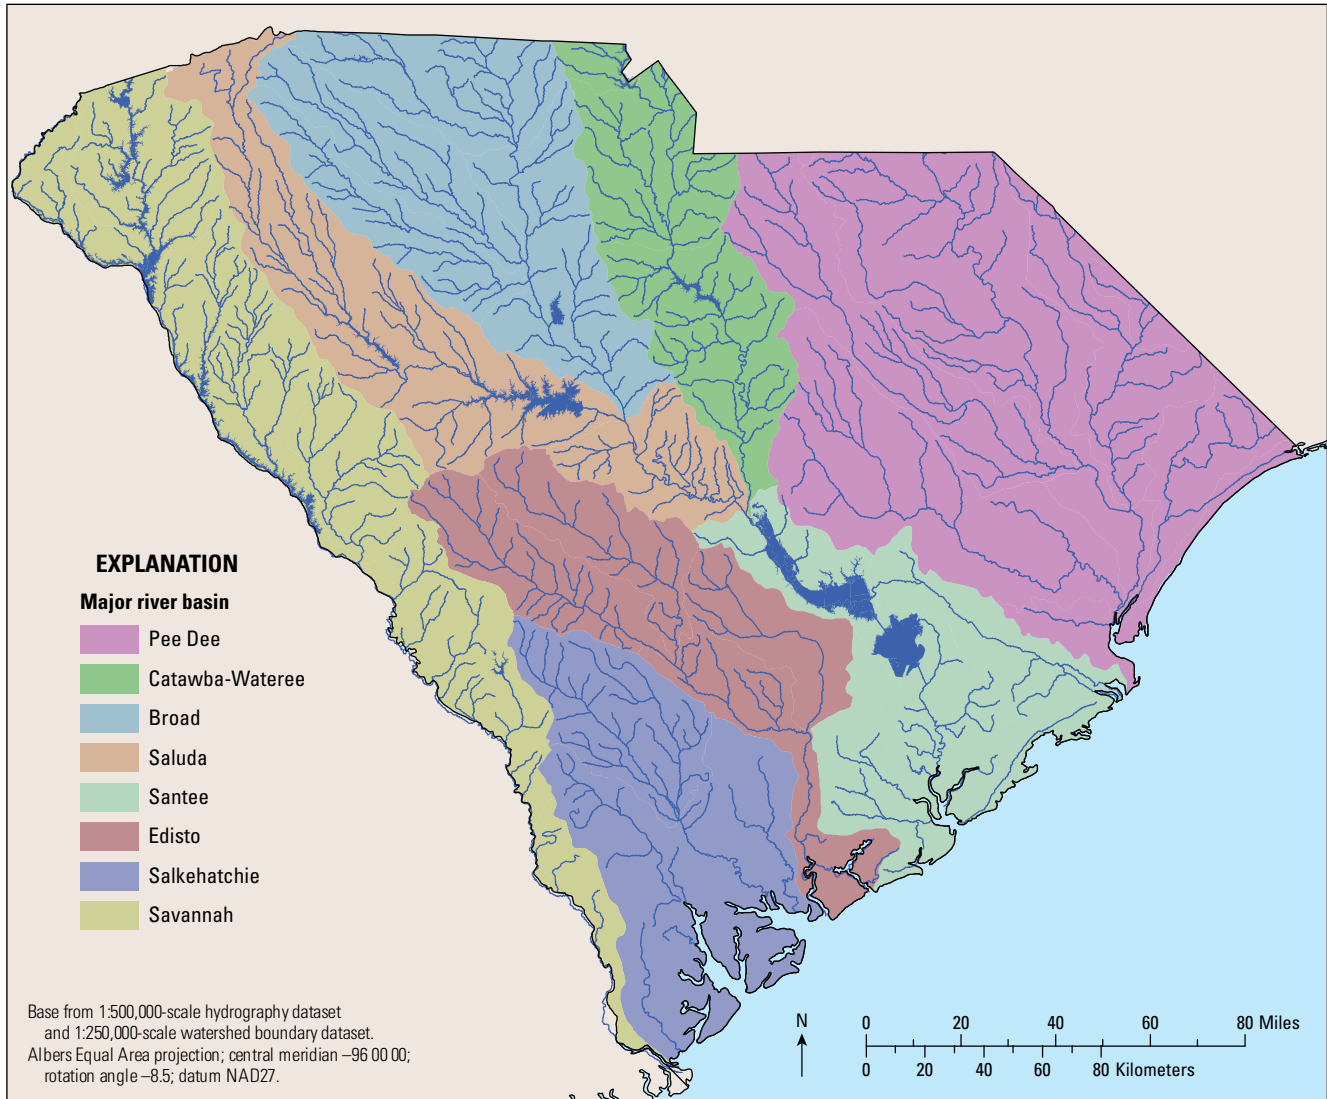 EXPLANATION
Major river basin
Pee Dee
Catawba-Wateree
Broad
Saluda
Santee
Edisto
Salkehatchie
Savannah
Base from 1:500,000-scale hydrography dataset
and 1:250,000-scale watershed boundary dataset.
Albers Equal Area projection; central meridian –96 00 00;
rotation angle –8.5; datum NAD27.
N
0 20 40 60 80 Miles
0 20 40 60 80 Kilometers